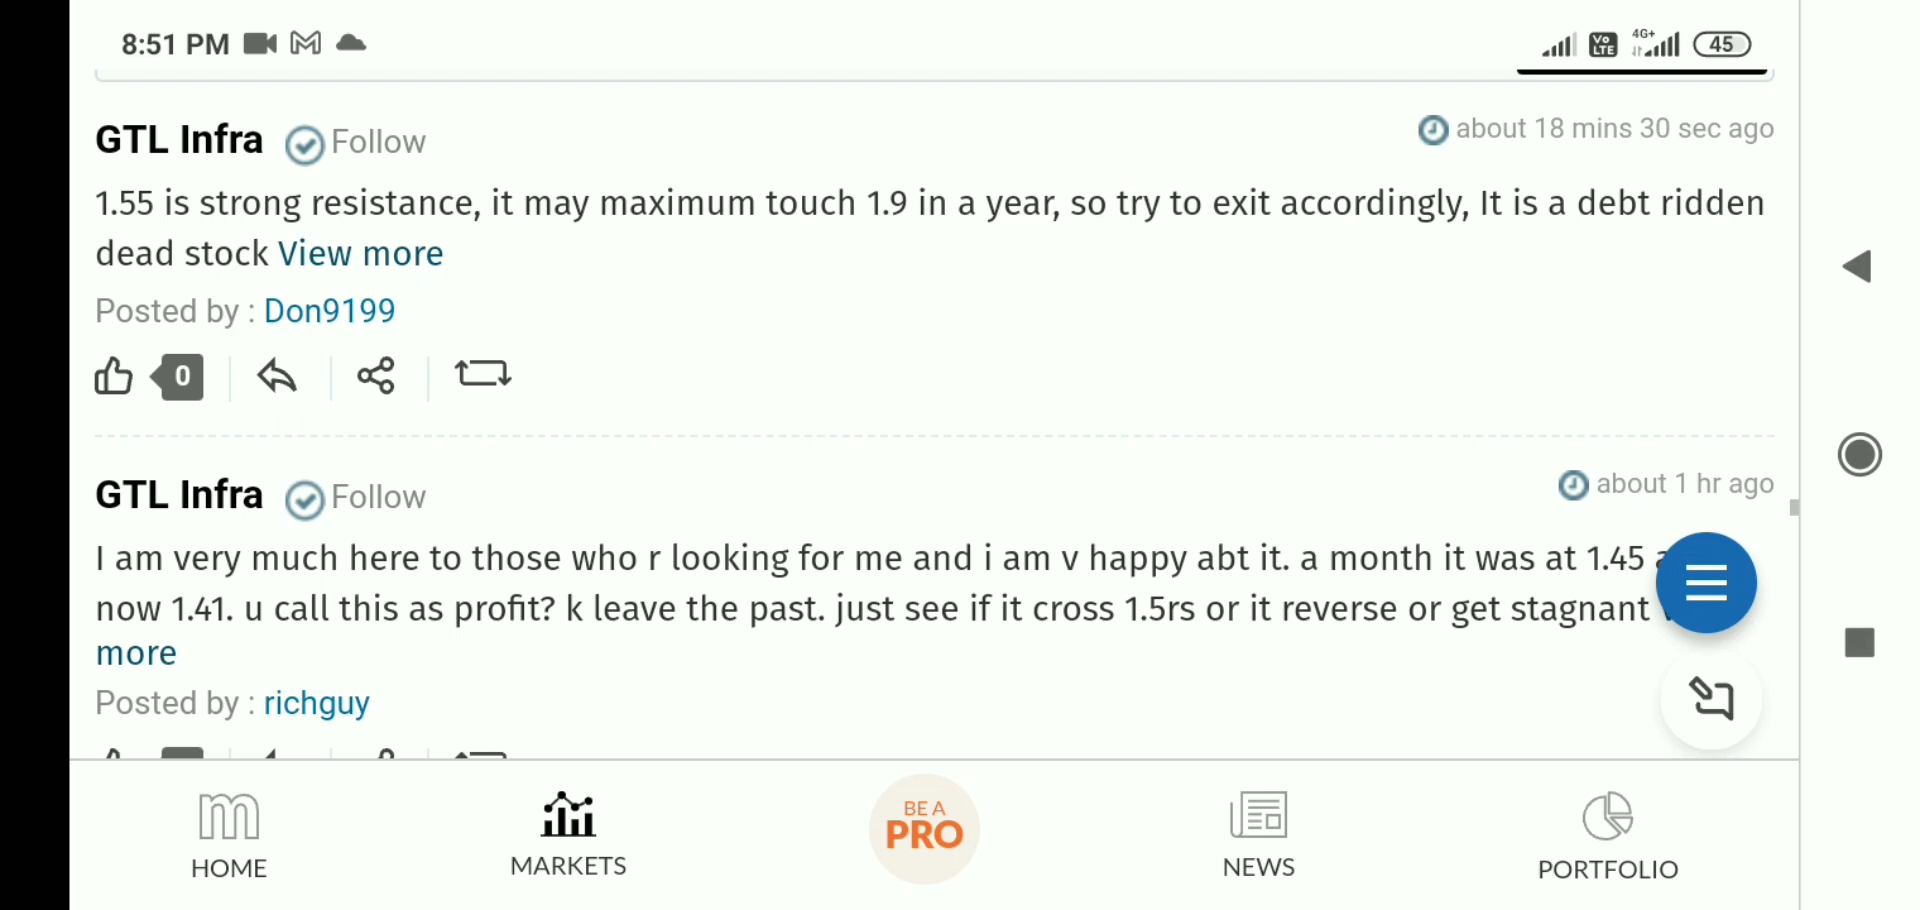 8:51 PM
Vo LTE 4G+ 45
GTL Infra Follow about 18 mins 30 sec ago
1.55 is strong resistance, it may maximum touch 1.9 in a year, so try to exit accordingly, It is a debt ridden
dead stock View more
Posted by : Don9199
0
GTL Infra Follow about 1 hr ago
I am very much here to those who r looking for me and i am v happy abt it. a month it was at 1.45
now 1.41. u call this as profit? k leave the past. just see if it cross 1.5rs or it reverse or get stagnant
more
Posted by : richguy
HOME
MARKETS
BE A
PRO
NEWS
PORTFOLIO